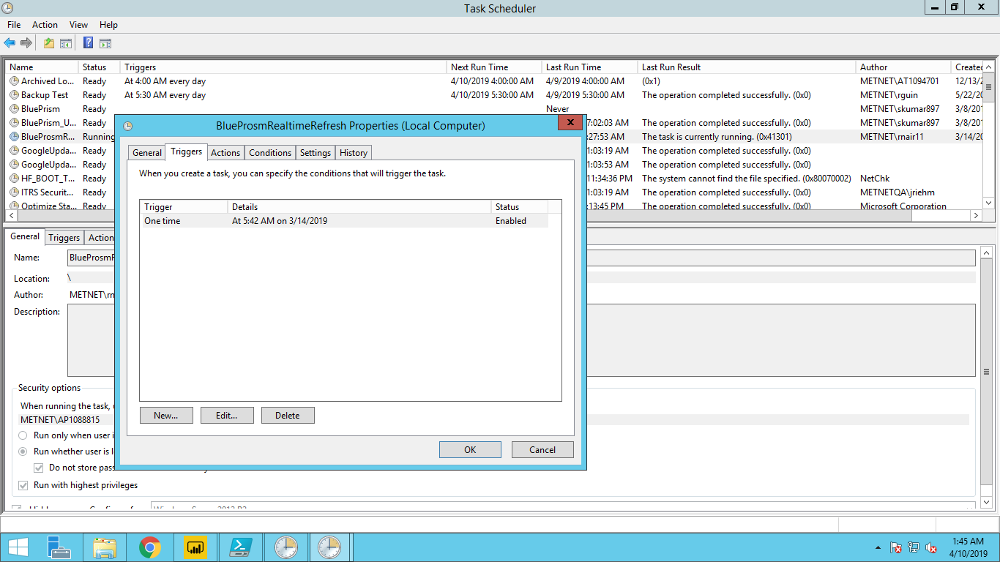 Task Scheduler
File Action View Help
Name Status Triggers Next Run Time Last Run Time Last Run Result Author Created
Archived Lo... Ready At 4:00 AM every day 4/10/2019 4:00:00 AM 4/9/2019 4:00:00 AM (0x1) METNET\AT1094701 12/13/2
Backup Test Ready At 5:30 AM every day 4/10/2019 5:30:00 AM 4/9/2019 5:30:00 AM The operation completed successfully. (0x0) METNET\rguin 5/22/20
BluePrism Ready Never METNET\skumar897 3/8/201
BluePrism_U... Ready 7:02:03 AM The operation completed successfully. (0x0) METNET\skumar897 3/8/201
BlueProsmR... Running :27:53 AM The task is currently running. (0x41301) METNET\rnair11 3/14/20
GoogleUpda... Ready 1:03:19 AM The operation completed successfully. (0x0)
GoogleUpda... Ready 1:03:53 AM The operation completed successfully. (0x0)
HF_BOOT_T... Ready 11:34:36 PM The system cannot find the file specified. (0x80070002) NetChk
ITRS Securit... Ready 1:03:19 AM The operation completed successfully. (0x0) METNETQA\jriehm
Optimize Sta... Ready :13:45 PM The operation completed successfully. (0x0) Microsoft Corporation
BlueProsmRealtimeRefresh Properties (Local Computer)
General Triggers Actions Conditions Settings History
When you create a task, you can specify the conditions that will trigger the task.
Trigger Details Status
One time At 5:42 AM on 3/14/2019 Enabled
New... Edit... Delete
OK Cancel
General Triggers Action
Name: BlueProsmR
Location: \
Author: METNET\rn
Description:
Security options
When running the task, u
METNET\AP1088815
Run only when user i
Run whether user is l
Do not store pass
Run with highest privileges
1:45 AM
4/10/2019